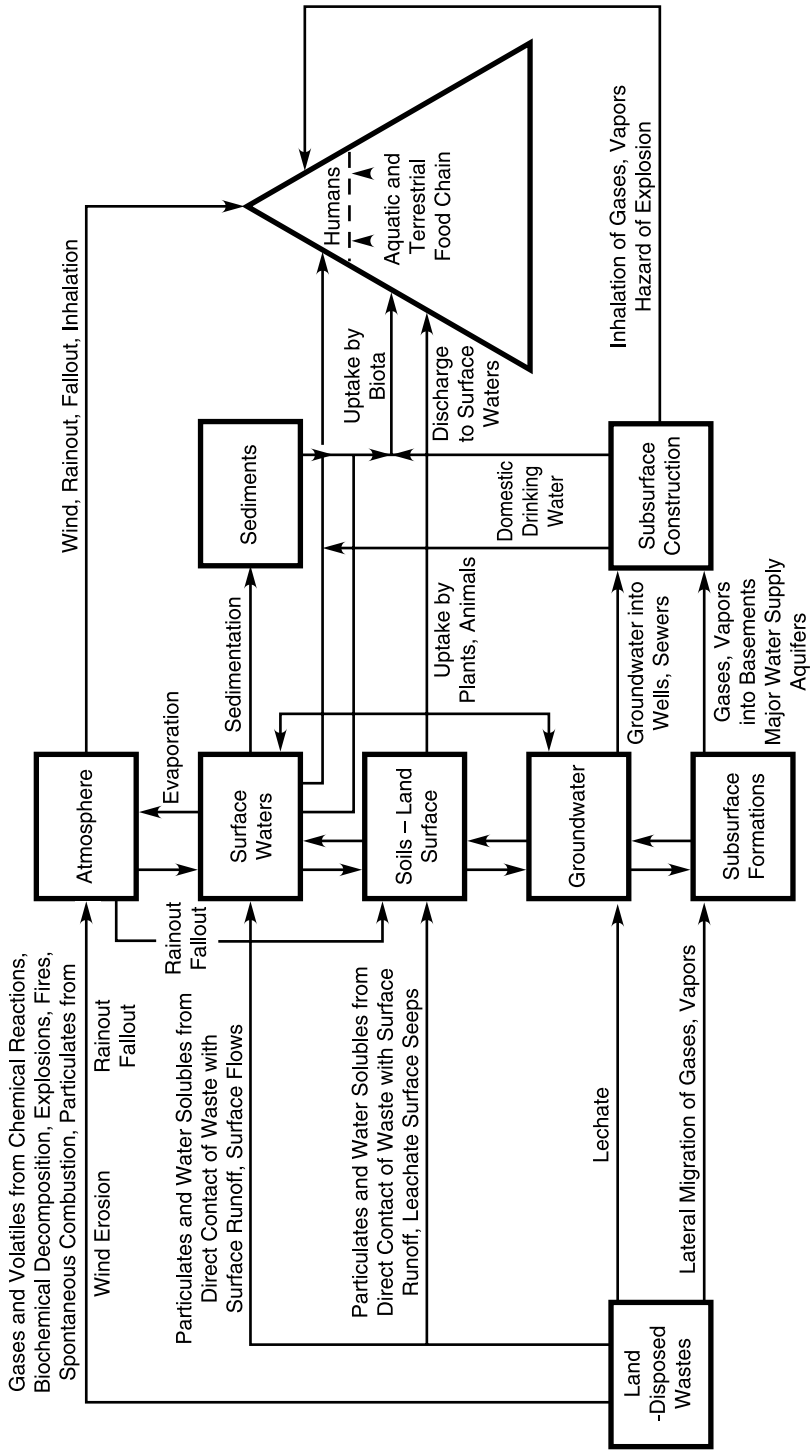 Gases and Volatiles from Chemical Reactions,
Biochemical Decomposition, Explosions, Fires,
Spontaneous Combustion, Particulates from
Wind Erosion
Rainout
Fallout
Atmosphere
Wind, Rainout, Fallout, Inhalation
Rainout
Fallout
Evaporation
Particulates and Water Solubles from
Direct Contact of Waste with
Surface Runoff, Surface Flows
Surface
Waters
Sedimentation
Sediments
Uptake by
Biota
Humans
Aquatic and
Terrestrial
Food Chain
Particulates and Water Solubles from
Direct Contact of Waste with Surface
Runoff, Leachate Surface Seeps
Soils – Land
Surface
Uptake by
Plants, Animals
Discharge
to Surface
Waters
Domestic
Drinking
Water
Lechate
Groundwater
Groundwater into
Wells, Sewers
Subsurface
Construction
Inhalation of Gases, Vapors
Hazard of Explosion
Land
-Disposed
Wastes
Lateral Migration of Gases, Vapors
Subsurface
Formations
Gases, Vapors
into Basements
Major Water Supply
Aquifers